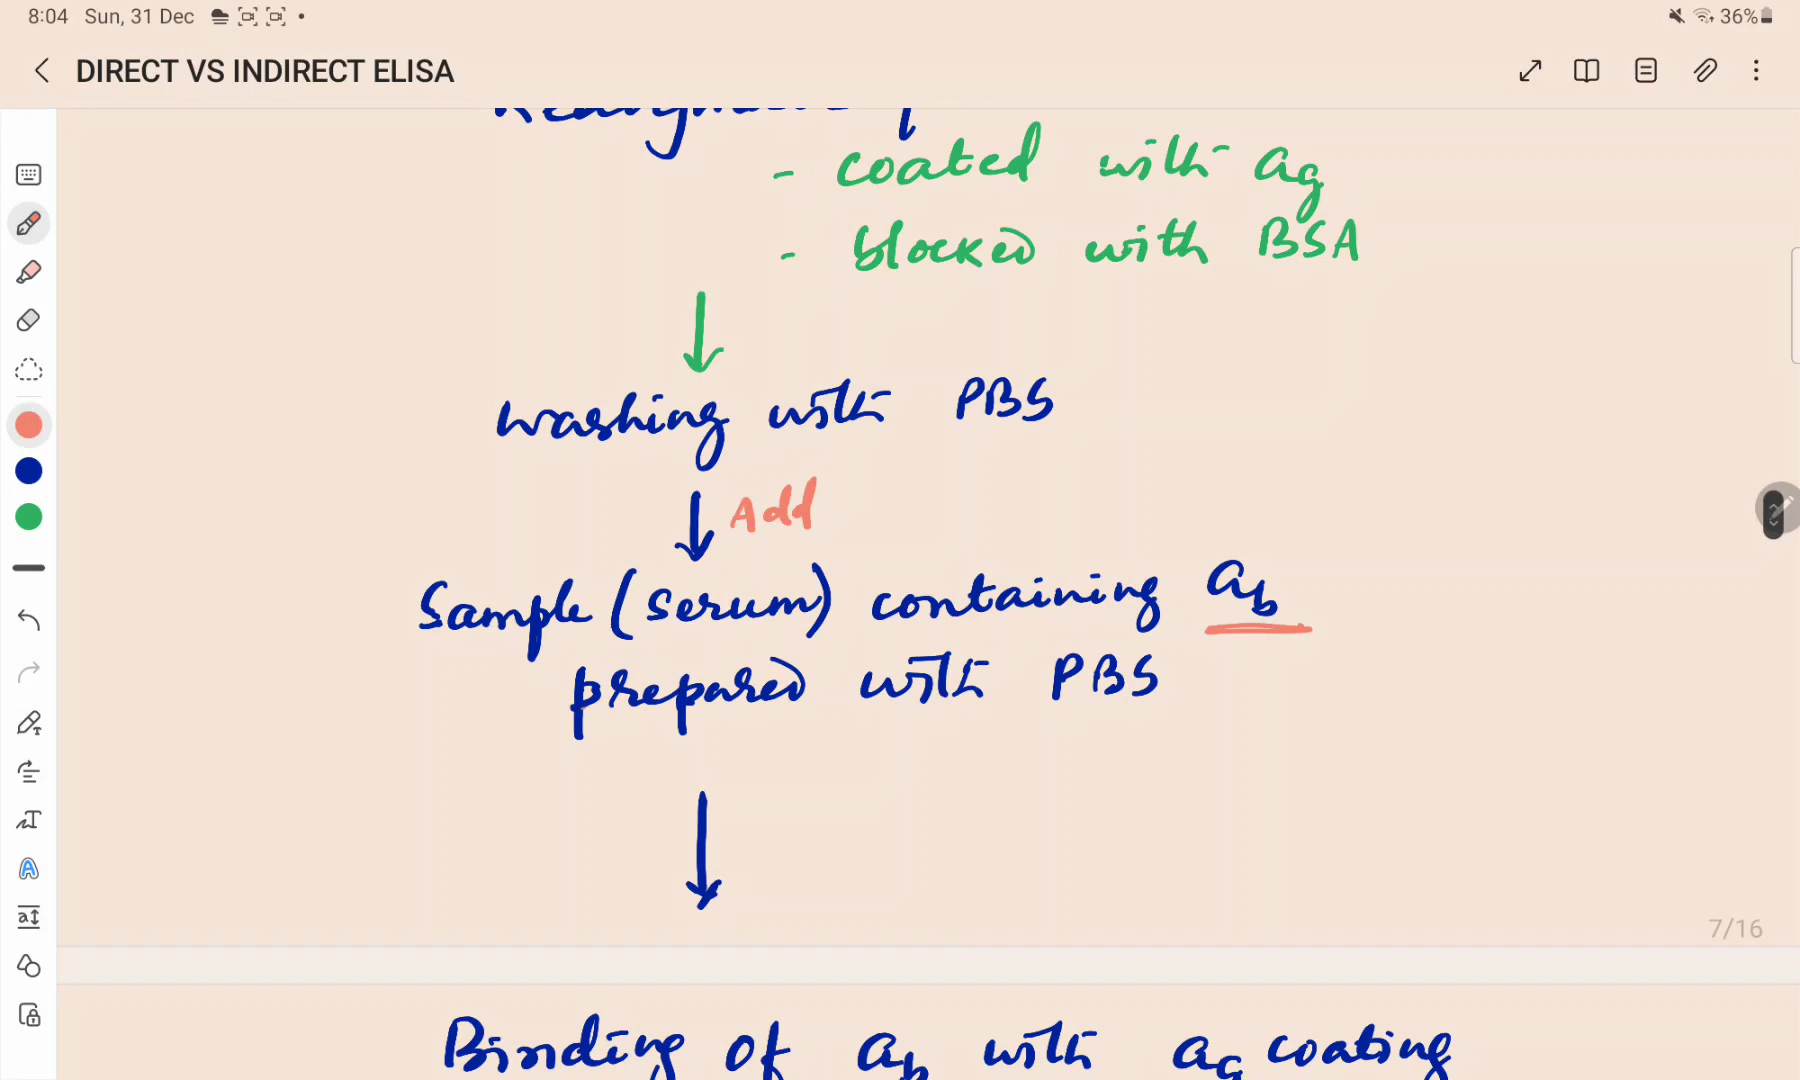 8:04 Sun, 31 Dec
36%
DIRECT VS INDIRECT ELISA
- coated with ag
- blocked with BSA
washing with PBS
Add
Sample (serum) containing ab
prepared with PBS
7/16
Binding of ab with ag coating